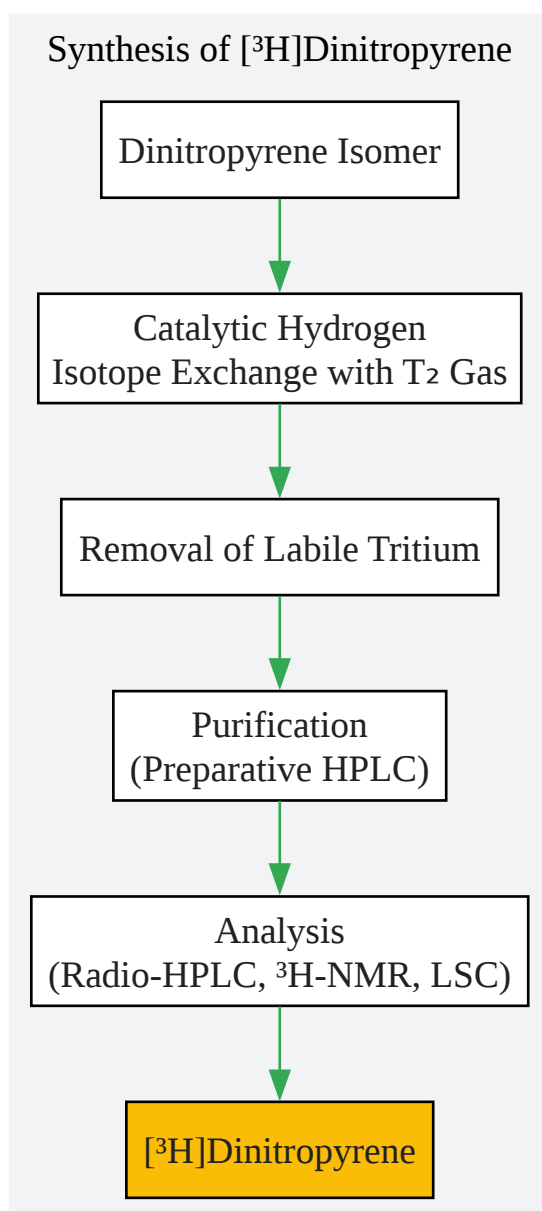 Synthesis of [³H]Dinitropyrene
Dinitropyrene Isomer
Catalytic Hydrogen
Isotope Exchange with T₂ Gas
Removal of Labile Tritium
Purification
(Preparative HPLC)
Analysis
(Radio-HPLC, ³H-NMR, LSC)
[³H]Dinitropyrene